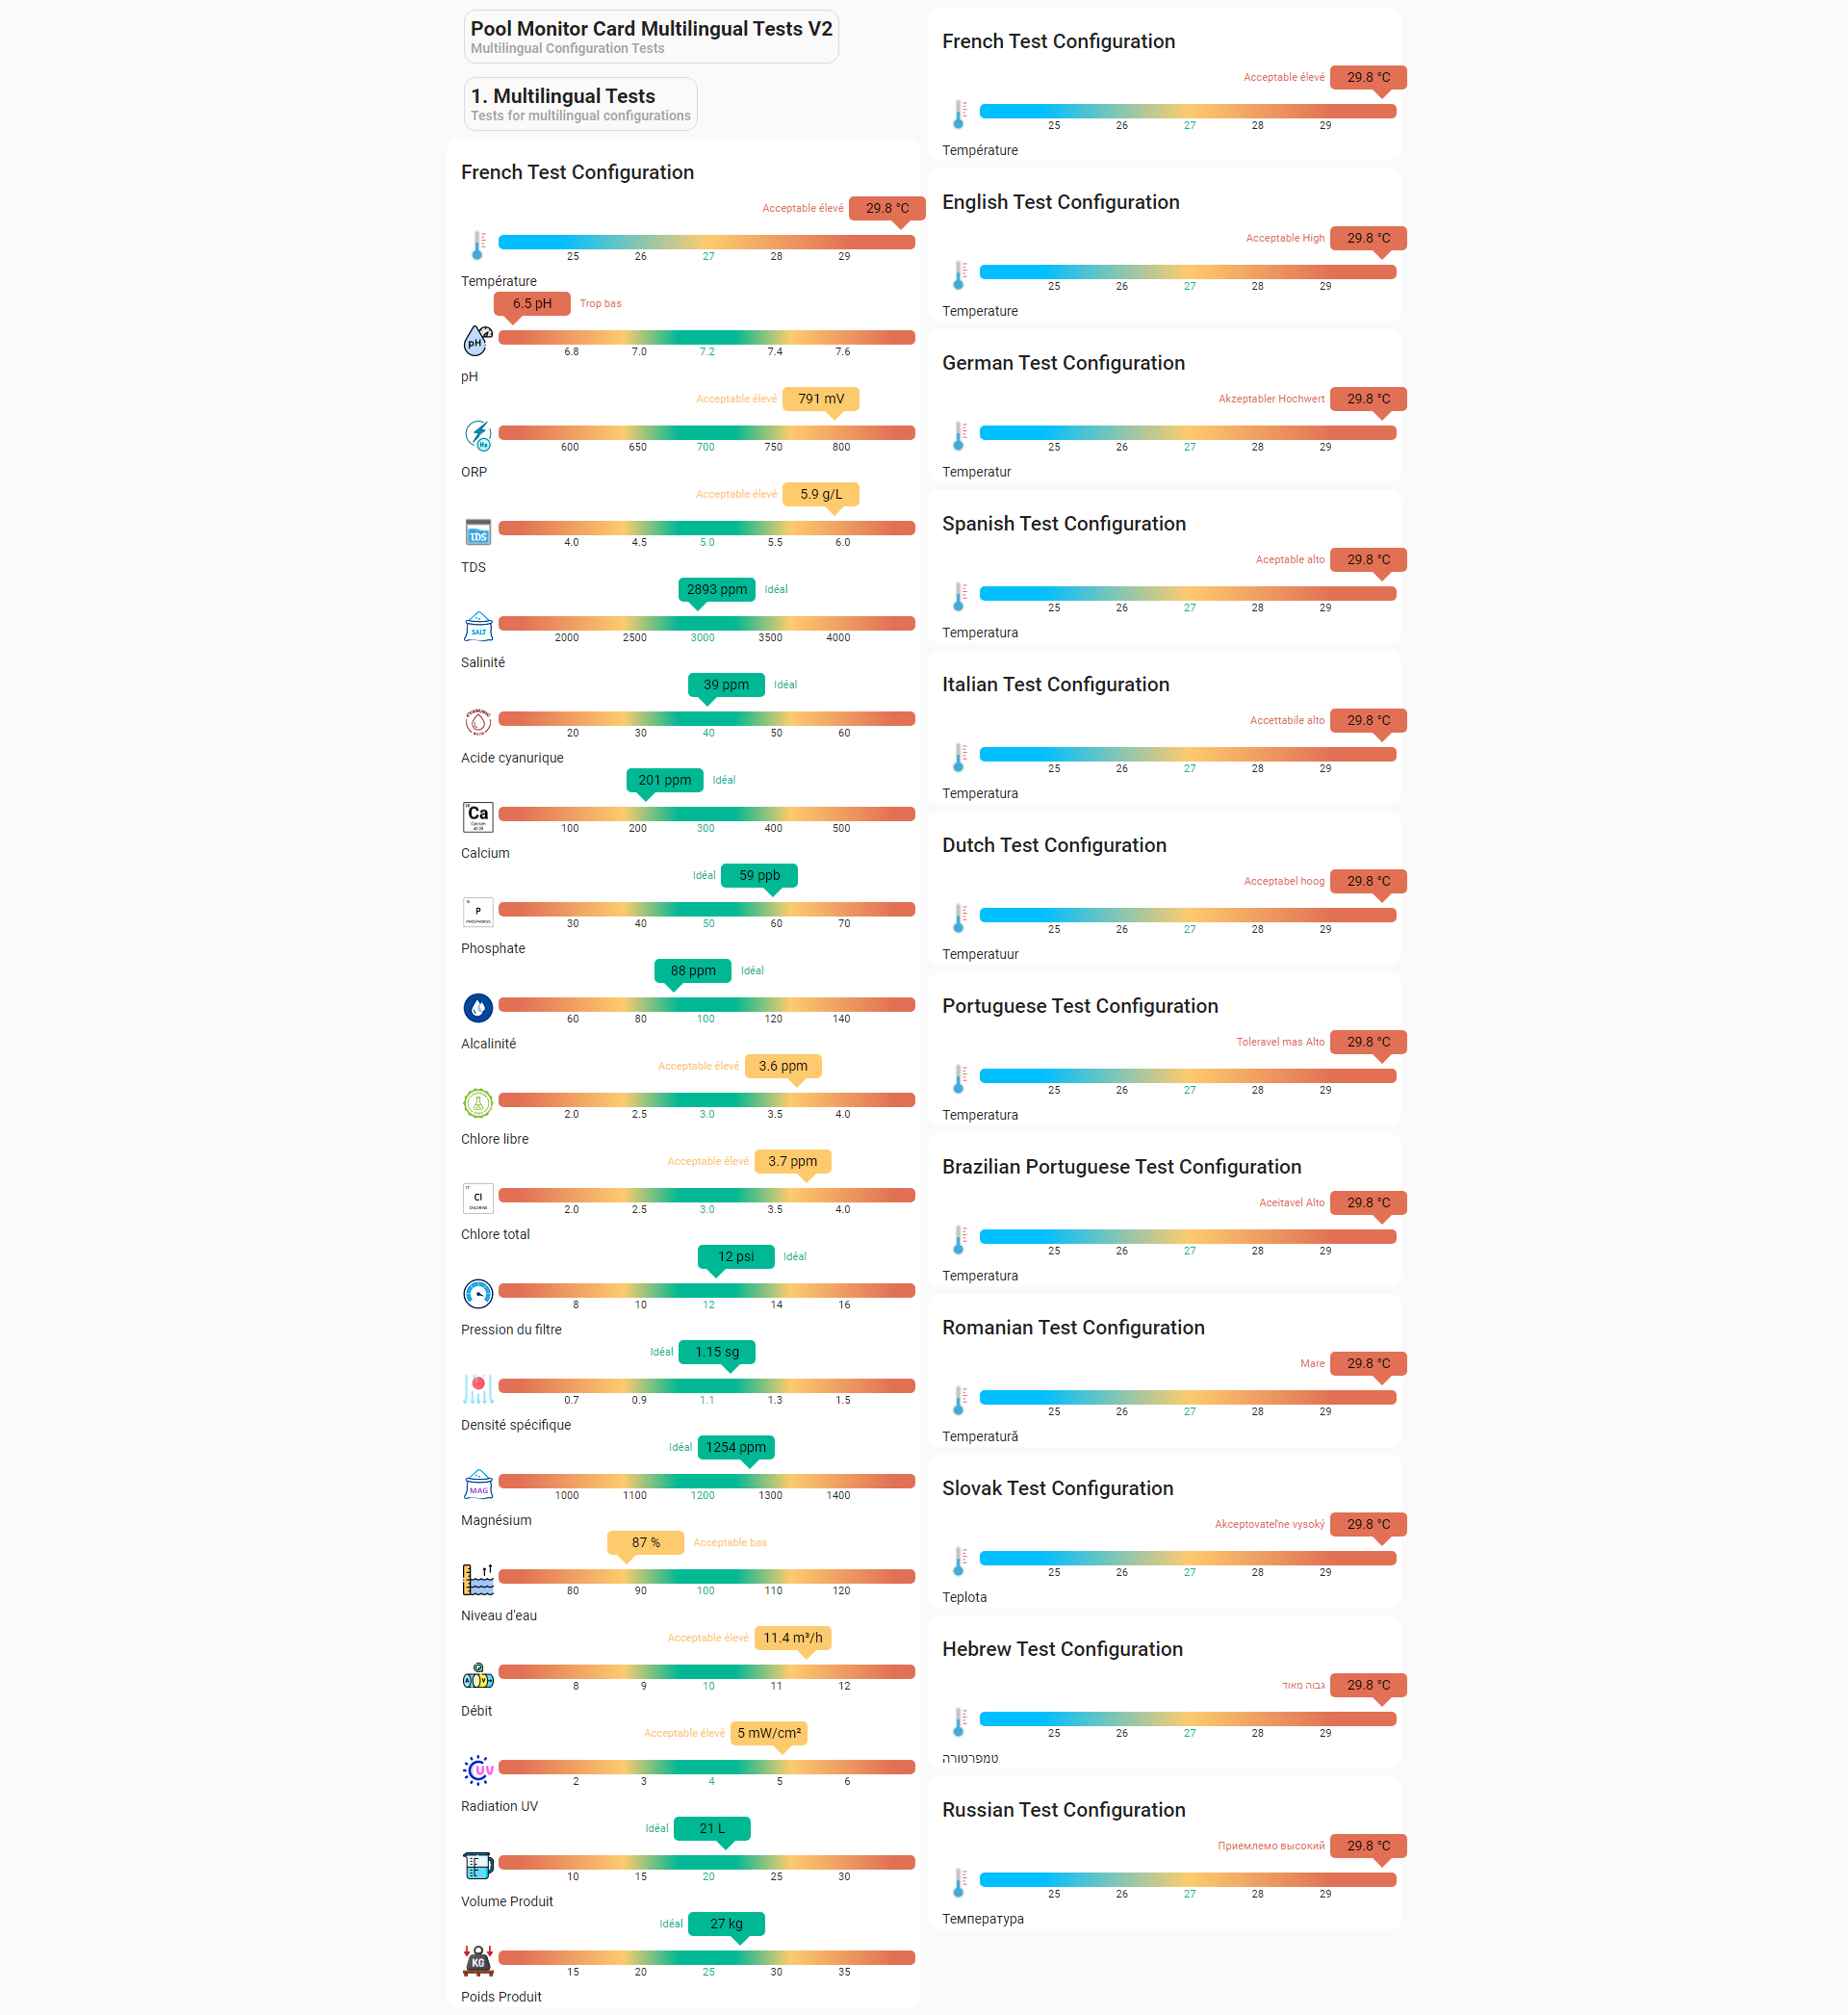 Pool Monitor Card Multilingual Tests V2
Multilingual Configuration Tests
1. Multilingual Tests
Tests for multilingual configurations
French Test Configuration
Acceptable élevé 29.8 °C
25 26 27 28 29
Température
6.5 pH Trop bas
pH
6.8 7.0 7.2 7.4 7.6
pH
Acceptable élevé 791 mV
600 650 700 750 800
ORP
Acceptable élevé 5.9 g/L
TDS
4.0 4.5 5.0 5.5 6.0
TDS
2893 ppm Idéal
SALT
2000 2500 3000 3500 4000
Salinité
39 ppm Idéal
20 30 40 50 60
Acide cyanurique
201 ppm Idéal
Ca
Calcium
100 200 300 400 500
Calcium
Idéal 59 ppb
P
PHOSPHORUS
30 40 50 60 70
Phosphate
88 ppm Idéal
60 80 100 120 140
Alcalinité
Acceptable élevé 3.6 ppm
2.0 2.5 3.0 3.5 4.0
Chlore libre
Acceptable élevé 3.7 ppm
17
Cl
CHLORINE
2.0 2.5 3.0 3.5 4.0
Chlore total
12 psi Idéal
8 10 12 14 16
Pression du filtre
Idéal 1.15 sg
0.7 0.9 1.1 1.3 1.5
Densité spécifique
Idéal 1254 ppm
MAG
1000 1100 1200 1300 1400
Magnésium
87 % Acceptable bas
80 90 100 110 120
Niveau d'eau
Acceptable élevé 11.4 m³/h
A V
8 9 10 11 12
Débit
Acceptable élevé 5 mW/cm²
UV
2 3 4 5 6
Radiation UV
Idéal 21 L
10 15 20 25 30
Volume Produit
Idéal 27 kg
KG
15 20 25 30 35
Poids Produit
French Test Configuration
Acceptable élevé 29.8 °C
25 26 27 28 29
Température
English Test Configuration
Acceptable High 29.8 °C
25 26 27 28 29
Temperature
German Test Configuration
Akzeptabler Hochwert 29.8 °C
25 26 27 28 29
Temperatur
Spanish Test Configuration
Aceptable alto 29.8 °C
25 26 27 28 29
Temperatura
Italian Test Configuration
Accettabile alto 29.8 °C
25 26 27 28 29
Temperatura
Dutch Test Configuration
Acceptabel hoog 29.8 °C
25 26 27 28 29
Temperatuur
Portuguese Test Configuration
Toleravel mas Alto 29.8 °C
25 26 27 28 29
Temperatura
Brazilian Portuguese Test Configuration
Aceitavel Alto 29.8 °C
25 26 27 28 29
Temperatura
Romanian Test Configuration
Mare 29.8 °C
25 26 27 28 29
Temperatură
Slovak Test Configuration
Akceptovateľne vysoký 29.8 °C
25 26 27 28 29
Teplota
Hebrew Test Configuration
גבוה מאוד 29.8 °C
25 26 27 28 29
טמפרטורה
Russian Test Configuration
Приемлемо высокий 29.8 °C
25 26 27 28 29
Температура